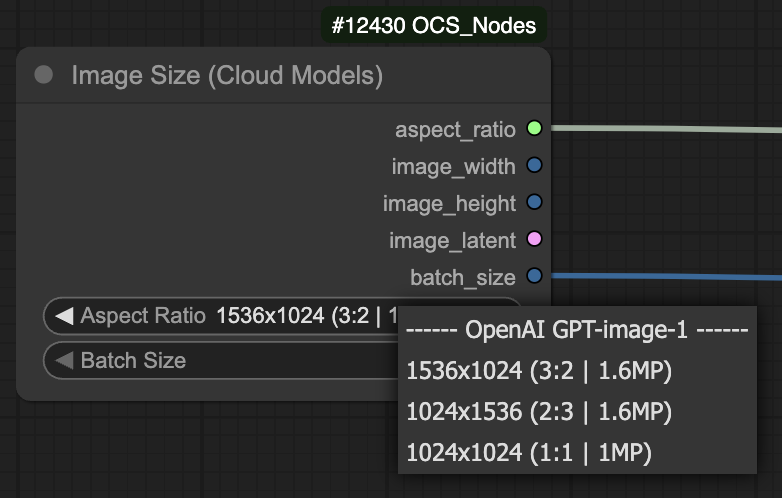 #12430 OCS_Nodes
Image Size (Cloud Models)
aspect_ratio
image_width
image_height
image_latent
batch_size
Aspect Ratio 1536x1024 (3:2 | 1
Batch Size
------ OpenAI GPT-image-1 ------
1536x1024 (3:2 | 1.6MP)
1024x1536 (2:3 | 1.6MP)
1024x1024 (1:1 | 1MP)